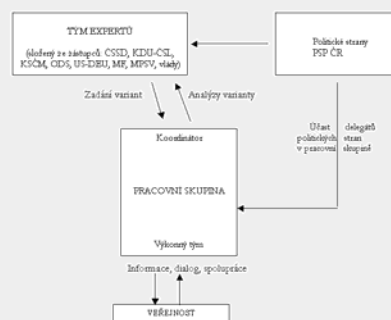 TÝM EXPERTŮ
(složený ze zástupců ČSSD, KDU-ČSL,
KSČM, ODS, US-DEU, MF, MPSV, vlády)
Politické strany
PSP ČR
Zadání variant
Analýzy varianty
Účast delegátů
politických stran
v pracovní skupině
Koordinátor
PRACOVNÍ SKUPINA
Výkonný tým
Informace, dialog, spolupráce
VEŘEJNOST